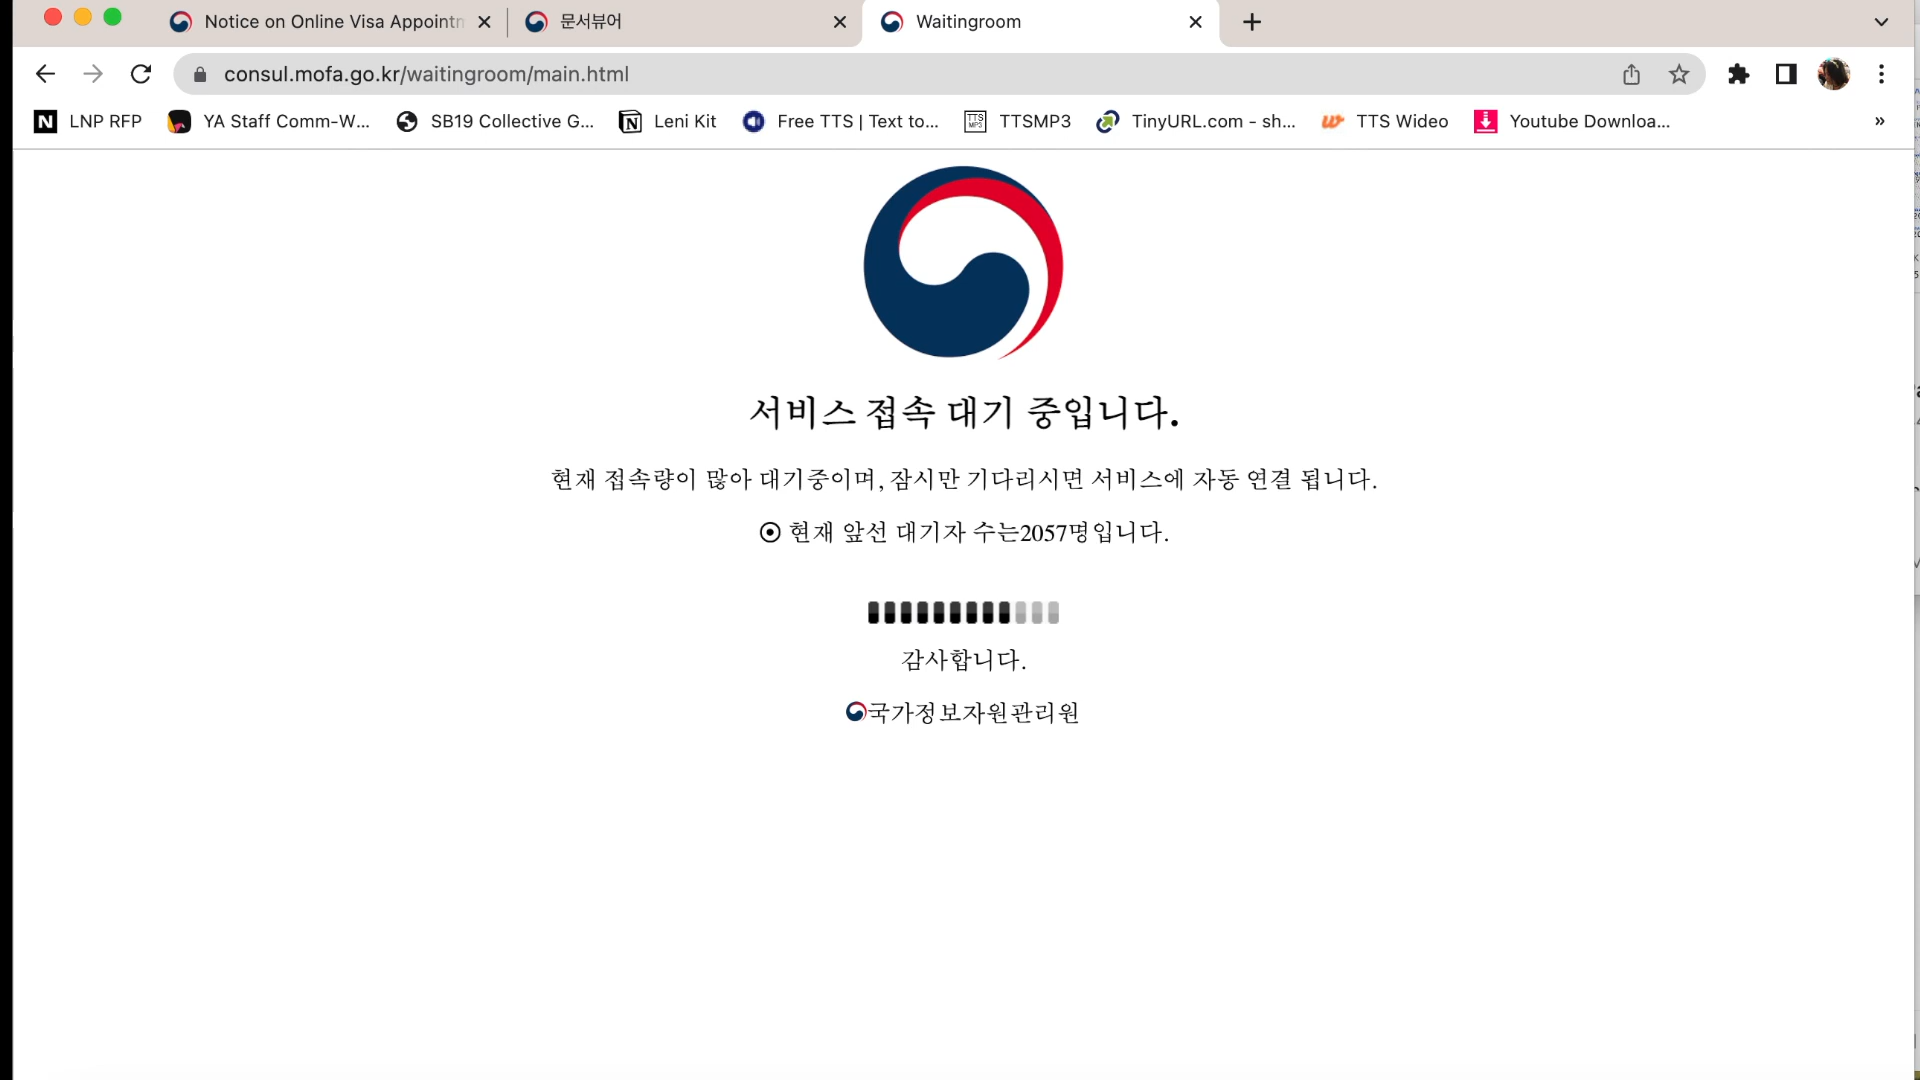 Notice on Online Visa Appointm
문서뷰어
Waitingroom
consul.mofa.go.kr/waitingroom/main.html
LNP RFP
YA Staff Comm-W...
SB19 Collective G...
Leni Kit
Free TTS | Text to...
TTSMP3
TinyURL.com - sh...
TTS Wideo
Youtube Downloa...
»
서비스 접속 대기 중입니다.
현재 접속량이 많아 대기중이며, 잠시만 기다리시면 서비스에 자동 연결 됩니다.
⦿ 현재 앞선 대기자 수는2057명입니다.
감사합니다.
국가정보자원관리원